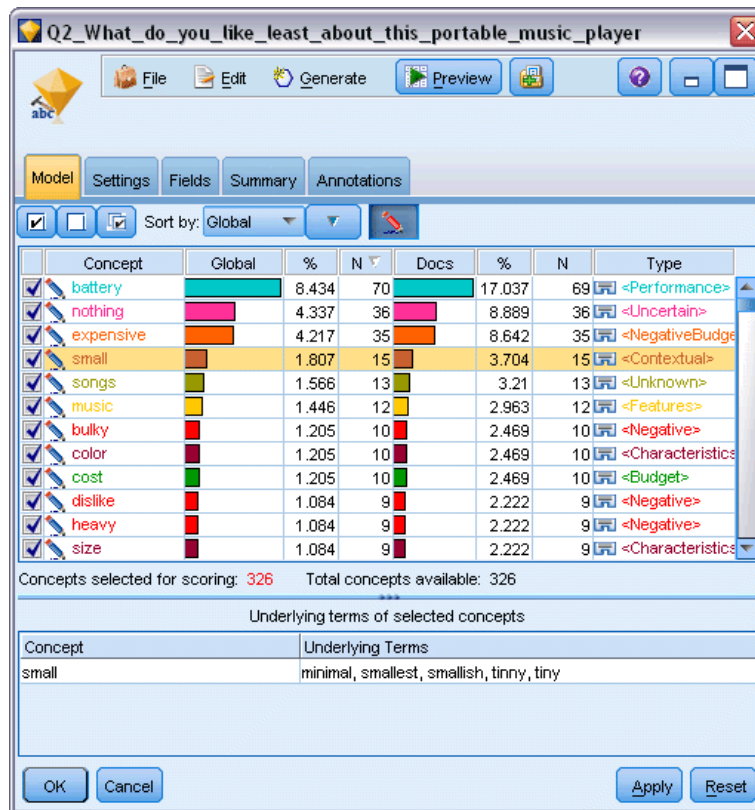 Q2_What_do_you_like_least_about_this_portable_music_player
abc
File Edit Generate Preview
Model Settings Fields Summary Annotations
Sort by: Global
Concept Global % N Docs % N Type
battery 8.434 70 17.037 69 <Performance>
nothing 4.337 36 8.889 36 <Uncertain>
expensive 4.217 35 8.642 35 <NegativeBudge
small 1.807 15 3.704 15 <Contextual>
songs 1.566 13 3.21 13 <Unknown>
music 1.446 12 2.963 12 <Features>
bulky 1.205 10 2.469 10 <Negative>
color 1.205 10 2.469 10 <Characteristics
cost 1.205 10 2.469 10 <Budget>
dislike 1.084 9 2.222 9 <Negative>
heavy 1.084 9 2.222 9 <Negative>
size 1.084 9 2.222 9 <Characteristics
Concepts selected for scoring: 326 Total concepts available: 326
Underlying terms of selected concepts
Concept Underlying Terms
small minimal, smallest, smallish, tinny, tiny
OK Cancel Apply Reset